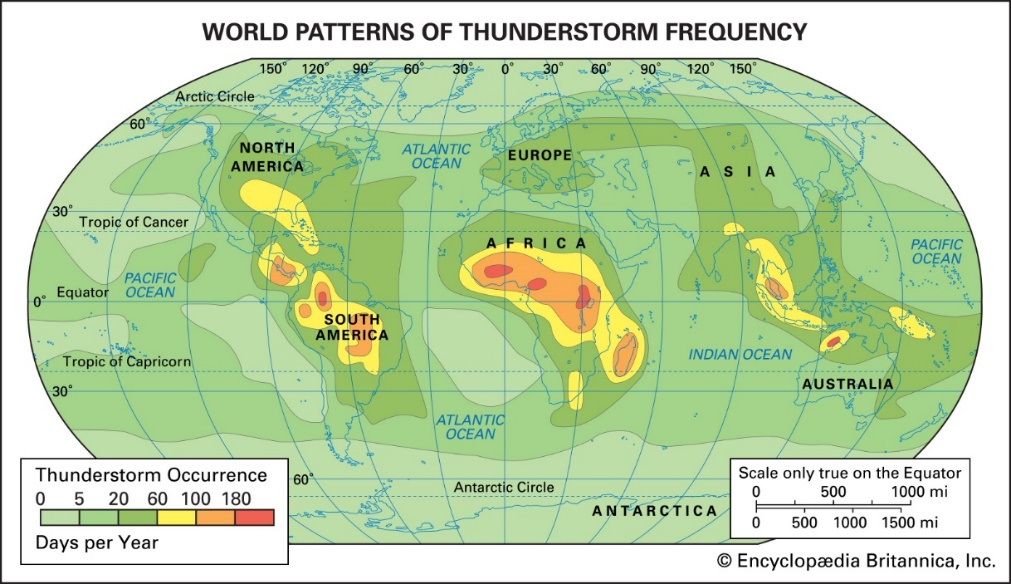 WORLD PATTERNS OF THUNDERSTORM FREQUENCY
150° 120° 90° 60° 30° 0° 30° 60° 90° 120° 150°
Arctic Circle
60°
NORTH
AMERICA
ATLANTIC
OCEAN
EUROPE
ASIA
30°
Tropic of Cancer
AFRICA
PACIFIC
OCEAN
PACIFIC
OCEAN
Equator
0°
SOUTH
AMERICA
INDIAN OCEAN
Tropic of Capricorn
AUSTRALIA
30°
ATLANTIC
OCEAN
60°
Antarctic Circle
ANTARCTICA
Thunderstorm Occurrence
0 5 20 60 100 180
Days per Year
Scale only true on the Equator
0 500 1000 mi
0 500 1000 1500 mi
© Encyclopædia Britannica, Inc.